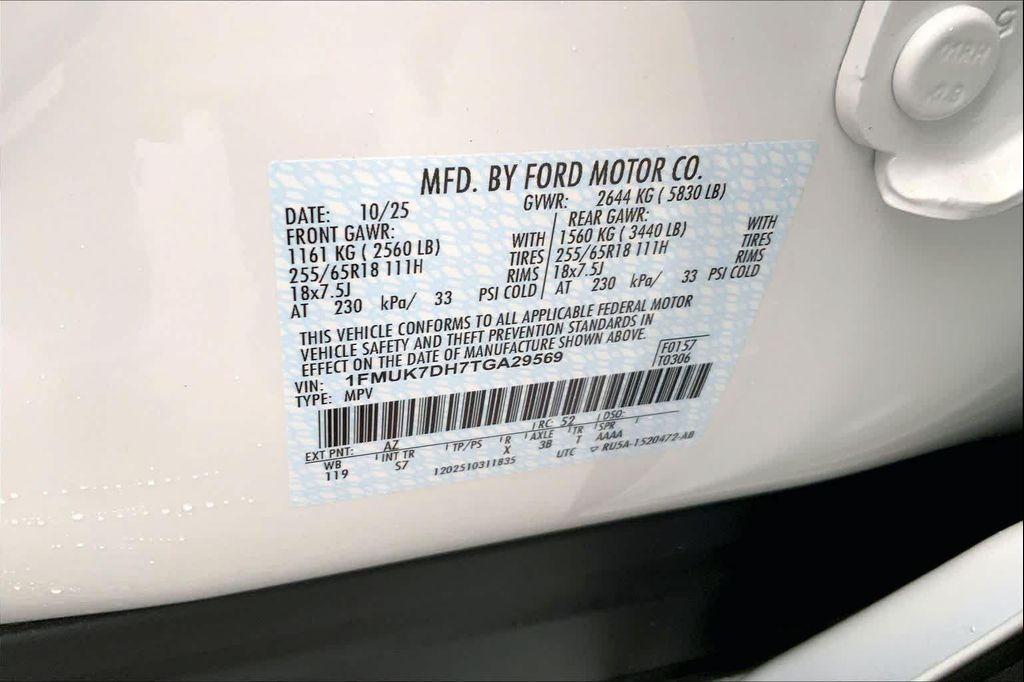 MFD. BY FORD MOTOR CO.
DATE: 10/25 GVWR: 2644 KG ( 5830 LB)
FRONT GAWR: REAR GAWR:
1161 KG ( 2560 LB) WITH 1560 KG ( 3440 LB) WITH
255/65R18 111H TIRES 255/65R18 111H TIRES
18x7.5J RIMS 18x7.5J RIMS
AT 230 kPa/ 33 PSI COLD AT 230 kPa/ 33 PSI COLD
THIS VEHICLE CONFORMS TO ALL APPLICABLE FEDERAL MOTOR
VEHICLE SAFETY AND THEFT PREVENTION STANDARDS IN
EFFECT ON THE DATE OF MANUFACTURE SHOWN ABOVE.
VIN: 1FMUK7DH7TGA29569 F0157
TYPE: MPV T0306
EXT PNT: AZ RC: 52 DSO:
WB INT TR TP/PS R AXLE TR SPR
119 S7 X 3B T AAAA
1202510311835 UTC ▽ RU5A-1520472-AB